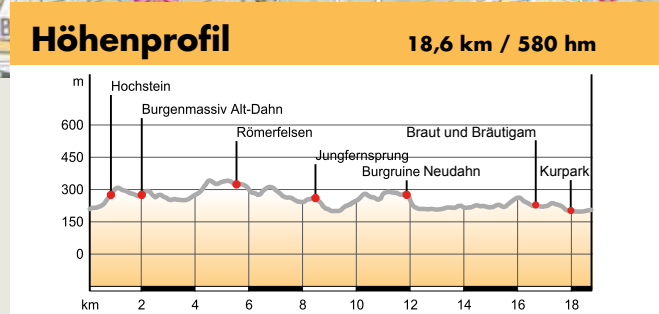 Höhenprofil 18,6 km / 580 hm
m
Hochstein
Burgenmassiv Alt-Dahn
Römerfelsen
Braut und Bräutigam
Jungfernsprung
Burgruine Neudahn
Kurpark
600
450
300
150
0
km 2 4 6 8 10 12 14 16 18